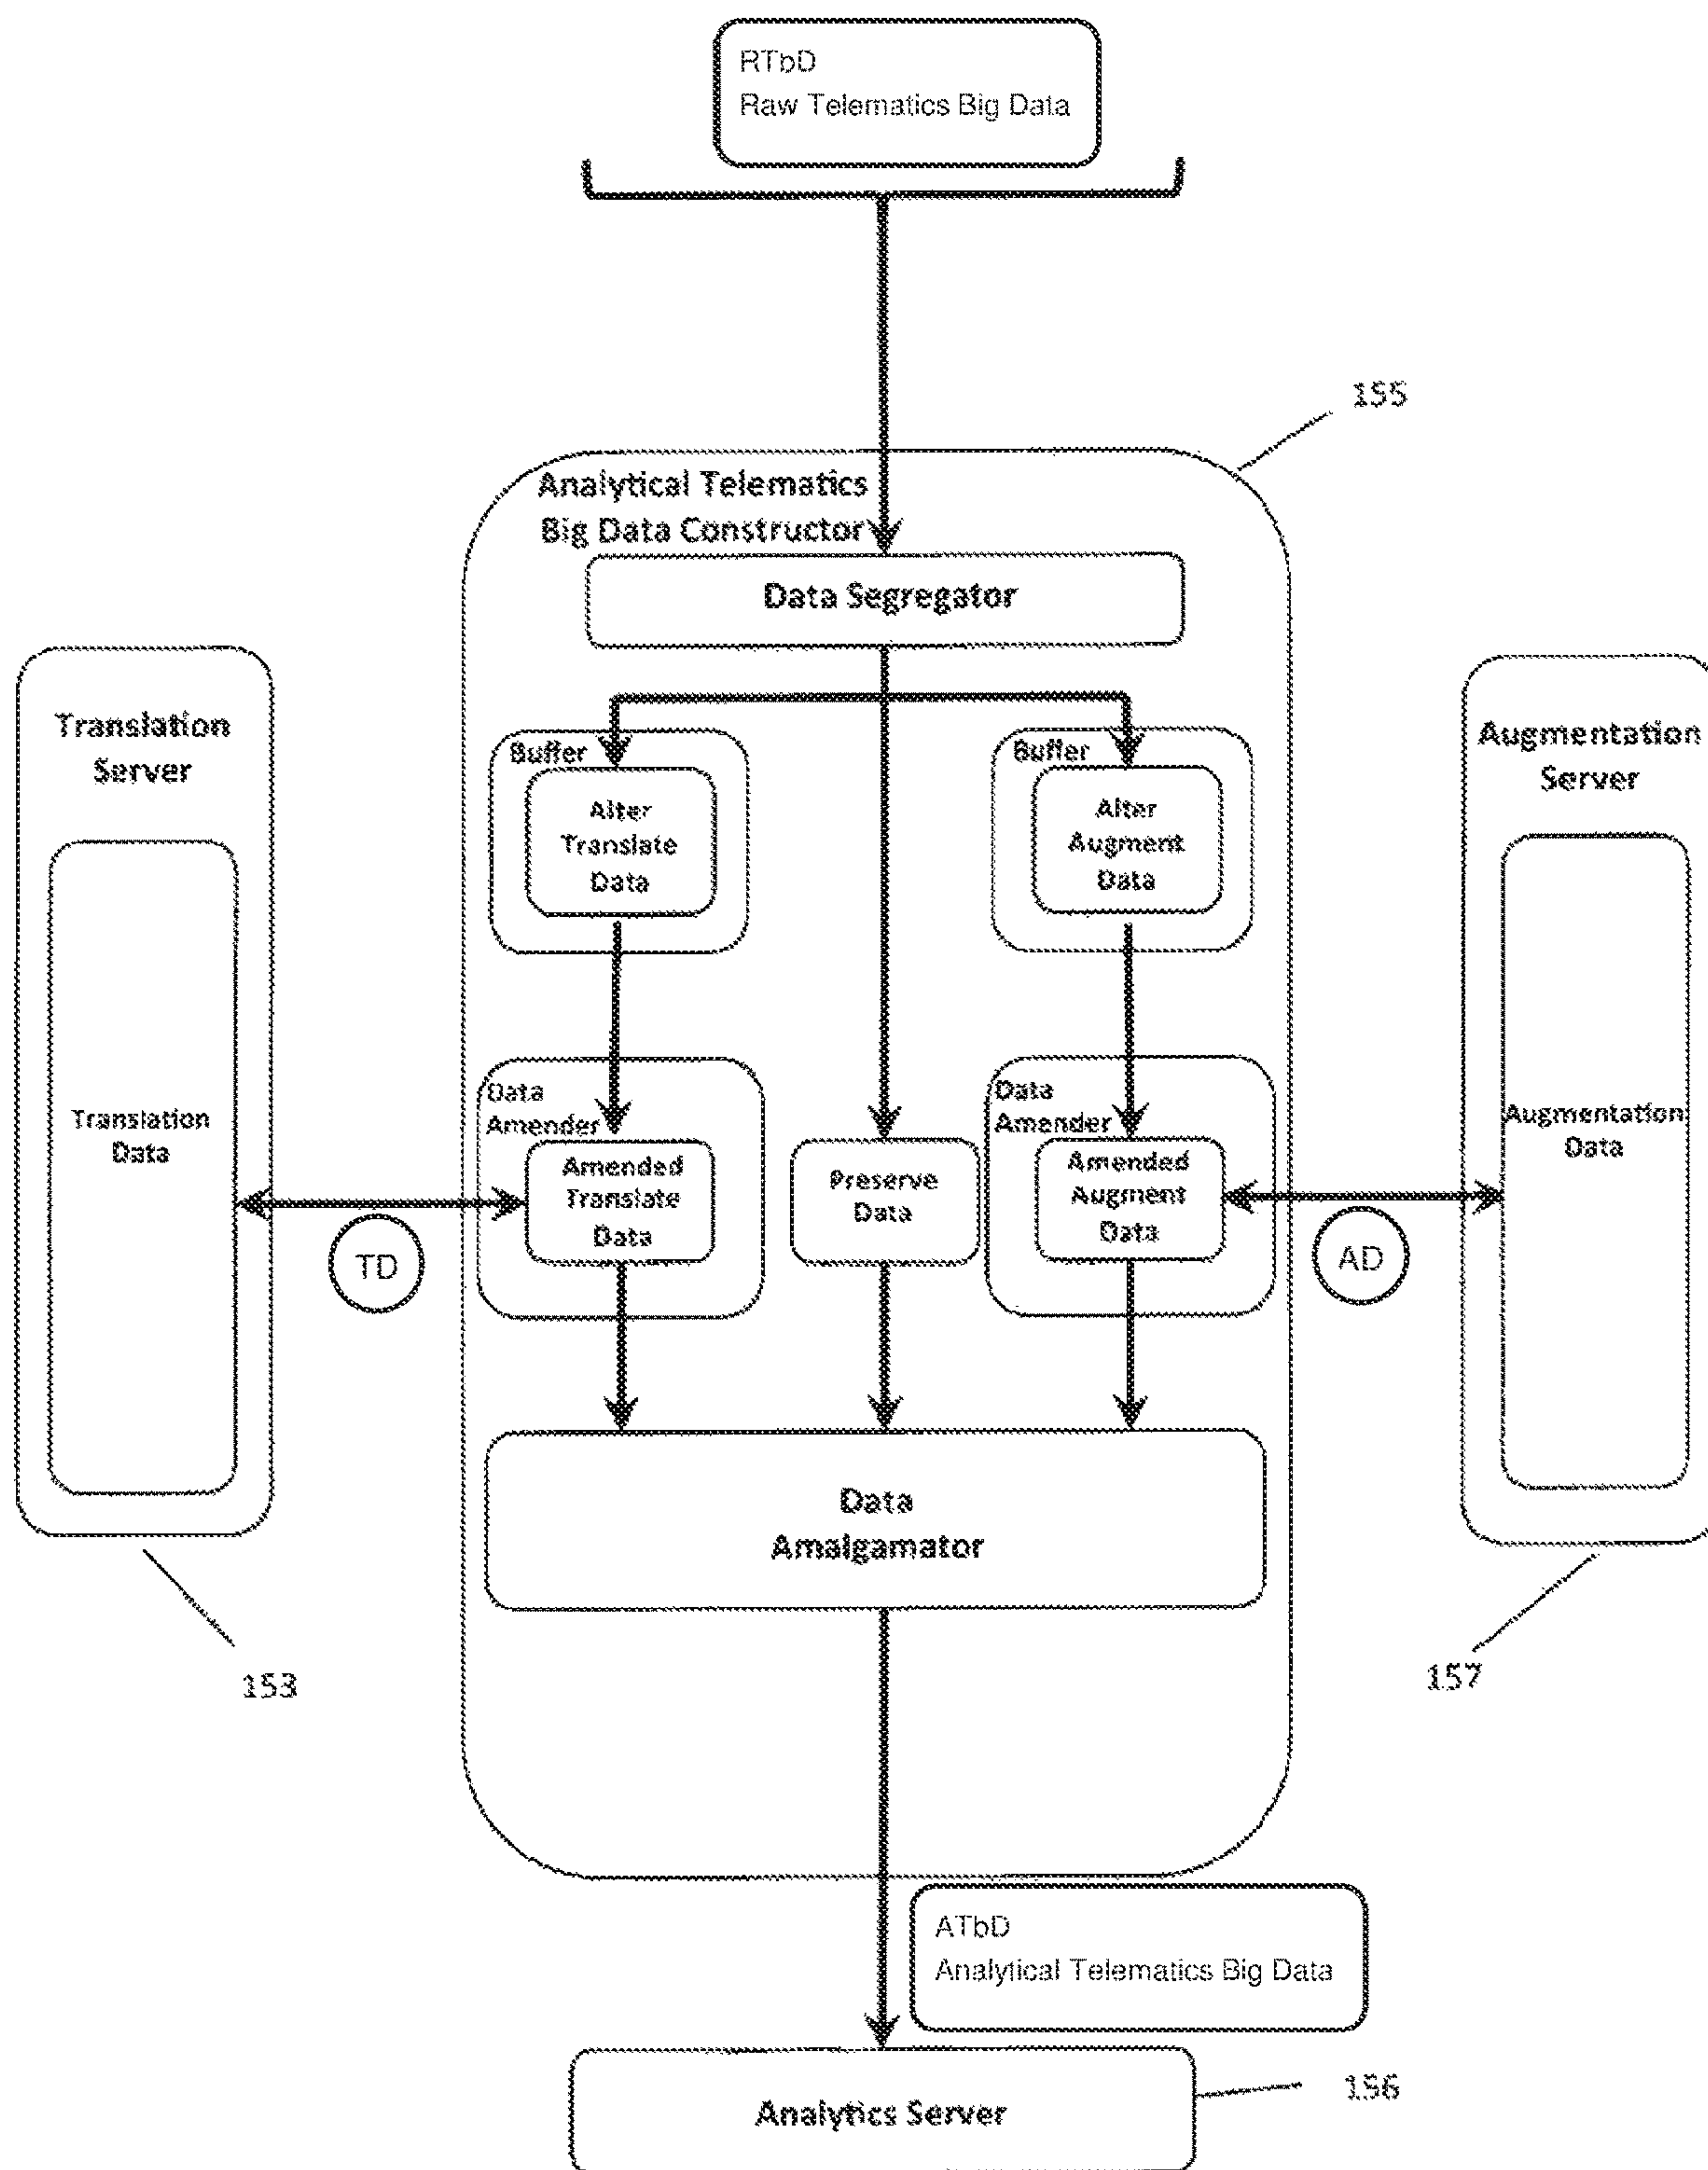 RTbD
Raw Telematics Big Data
155
Analytical Telematics
Big Data Constructor
Data Segregator
Translation
Server
Translation
Data
153
Buffer
Alter
Translate
Data
Buffer
Alter
Augment
Data
Augmentation
Server
Augmentation
Data
157
Data
Amender
Amended
Translate
Data
TD
Preserve
Data
Data
Amender
Amended
Augment
Data
AD
Data
Amalgamator
ATbD
Analytical Telematics Big Data
Analytics Server
156